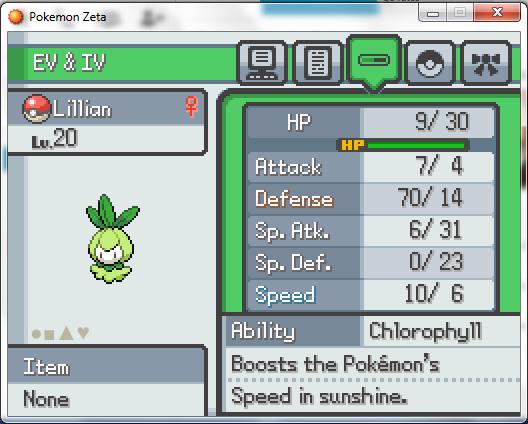 Pokemon Zeta
EV & IV
Lillian ♀
Lv.20
HP 9/ 30
HP
Attack 7/ 4
Defense 70/ 14
Sp. Atk. 6/ 31
Sp. Def. 0/ 23
Speed 10/ 6
Ability Chlorophyll
Boosts the Pokémon's
Speed in sunshine.
Item
None